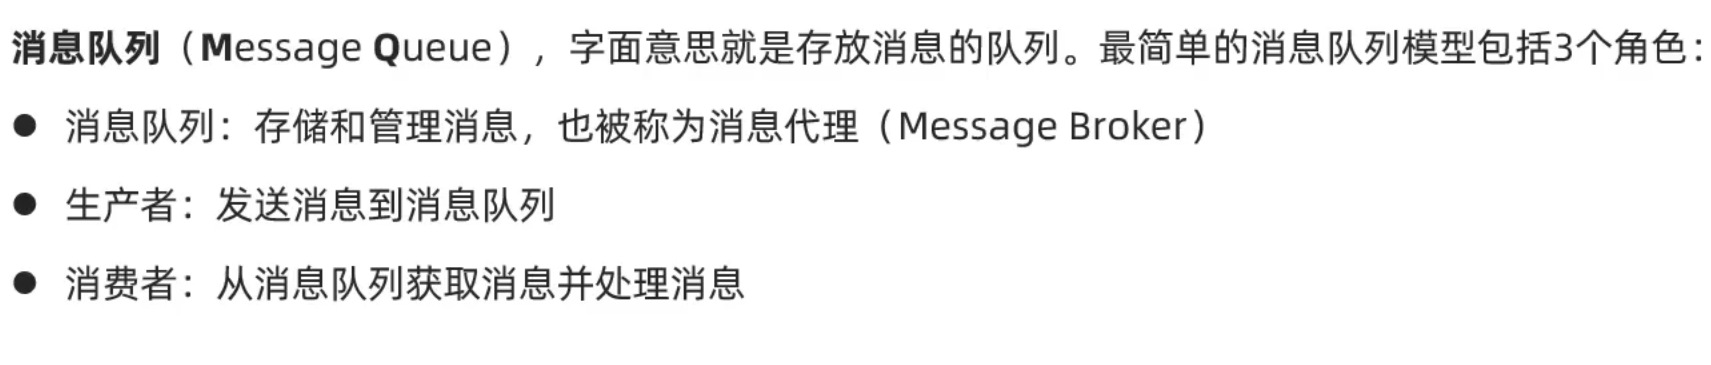 消息队列（Message Queue），字面意思就是存放消息的队列。最简单的消息队列模型包括3个角色：
● 消息队列：存储和管理消息，也被称为消息代理（Message Broker）
● 生产者：发送消息到消息队列
● 消费者：从消息队列获取消息并处理消息